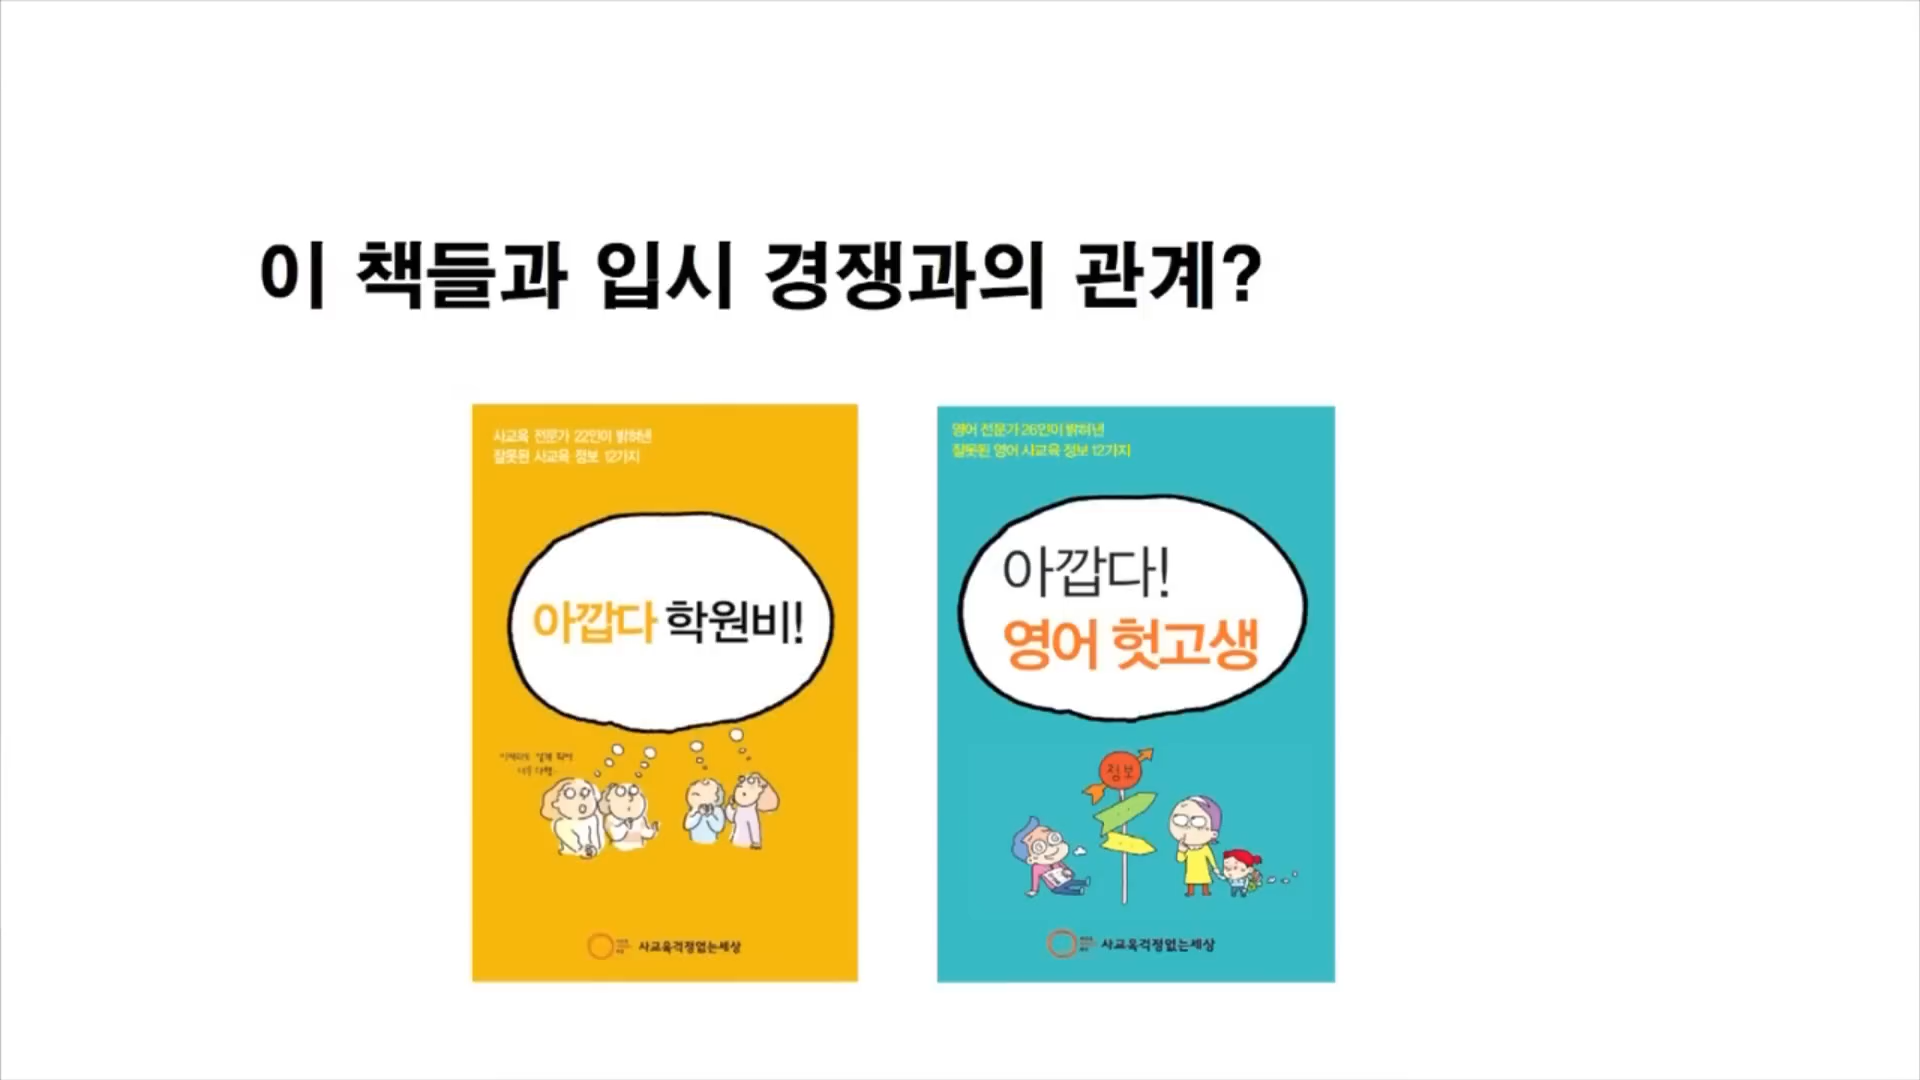 이 책들과 입시 경쟁과의 관계?
사교육 전문가 22인이 밝혀낸
잘못된 사교육 정보 12가지
아깝다 학원비!
사교육걱정없는세상
영어 전문가 26인이 밝혀낸
잘못된 영어 사교육 정보 12가지
아깝다!
영어 헛고생
정보
사교육걱정없는세상